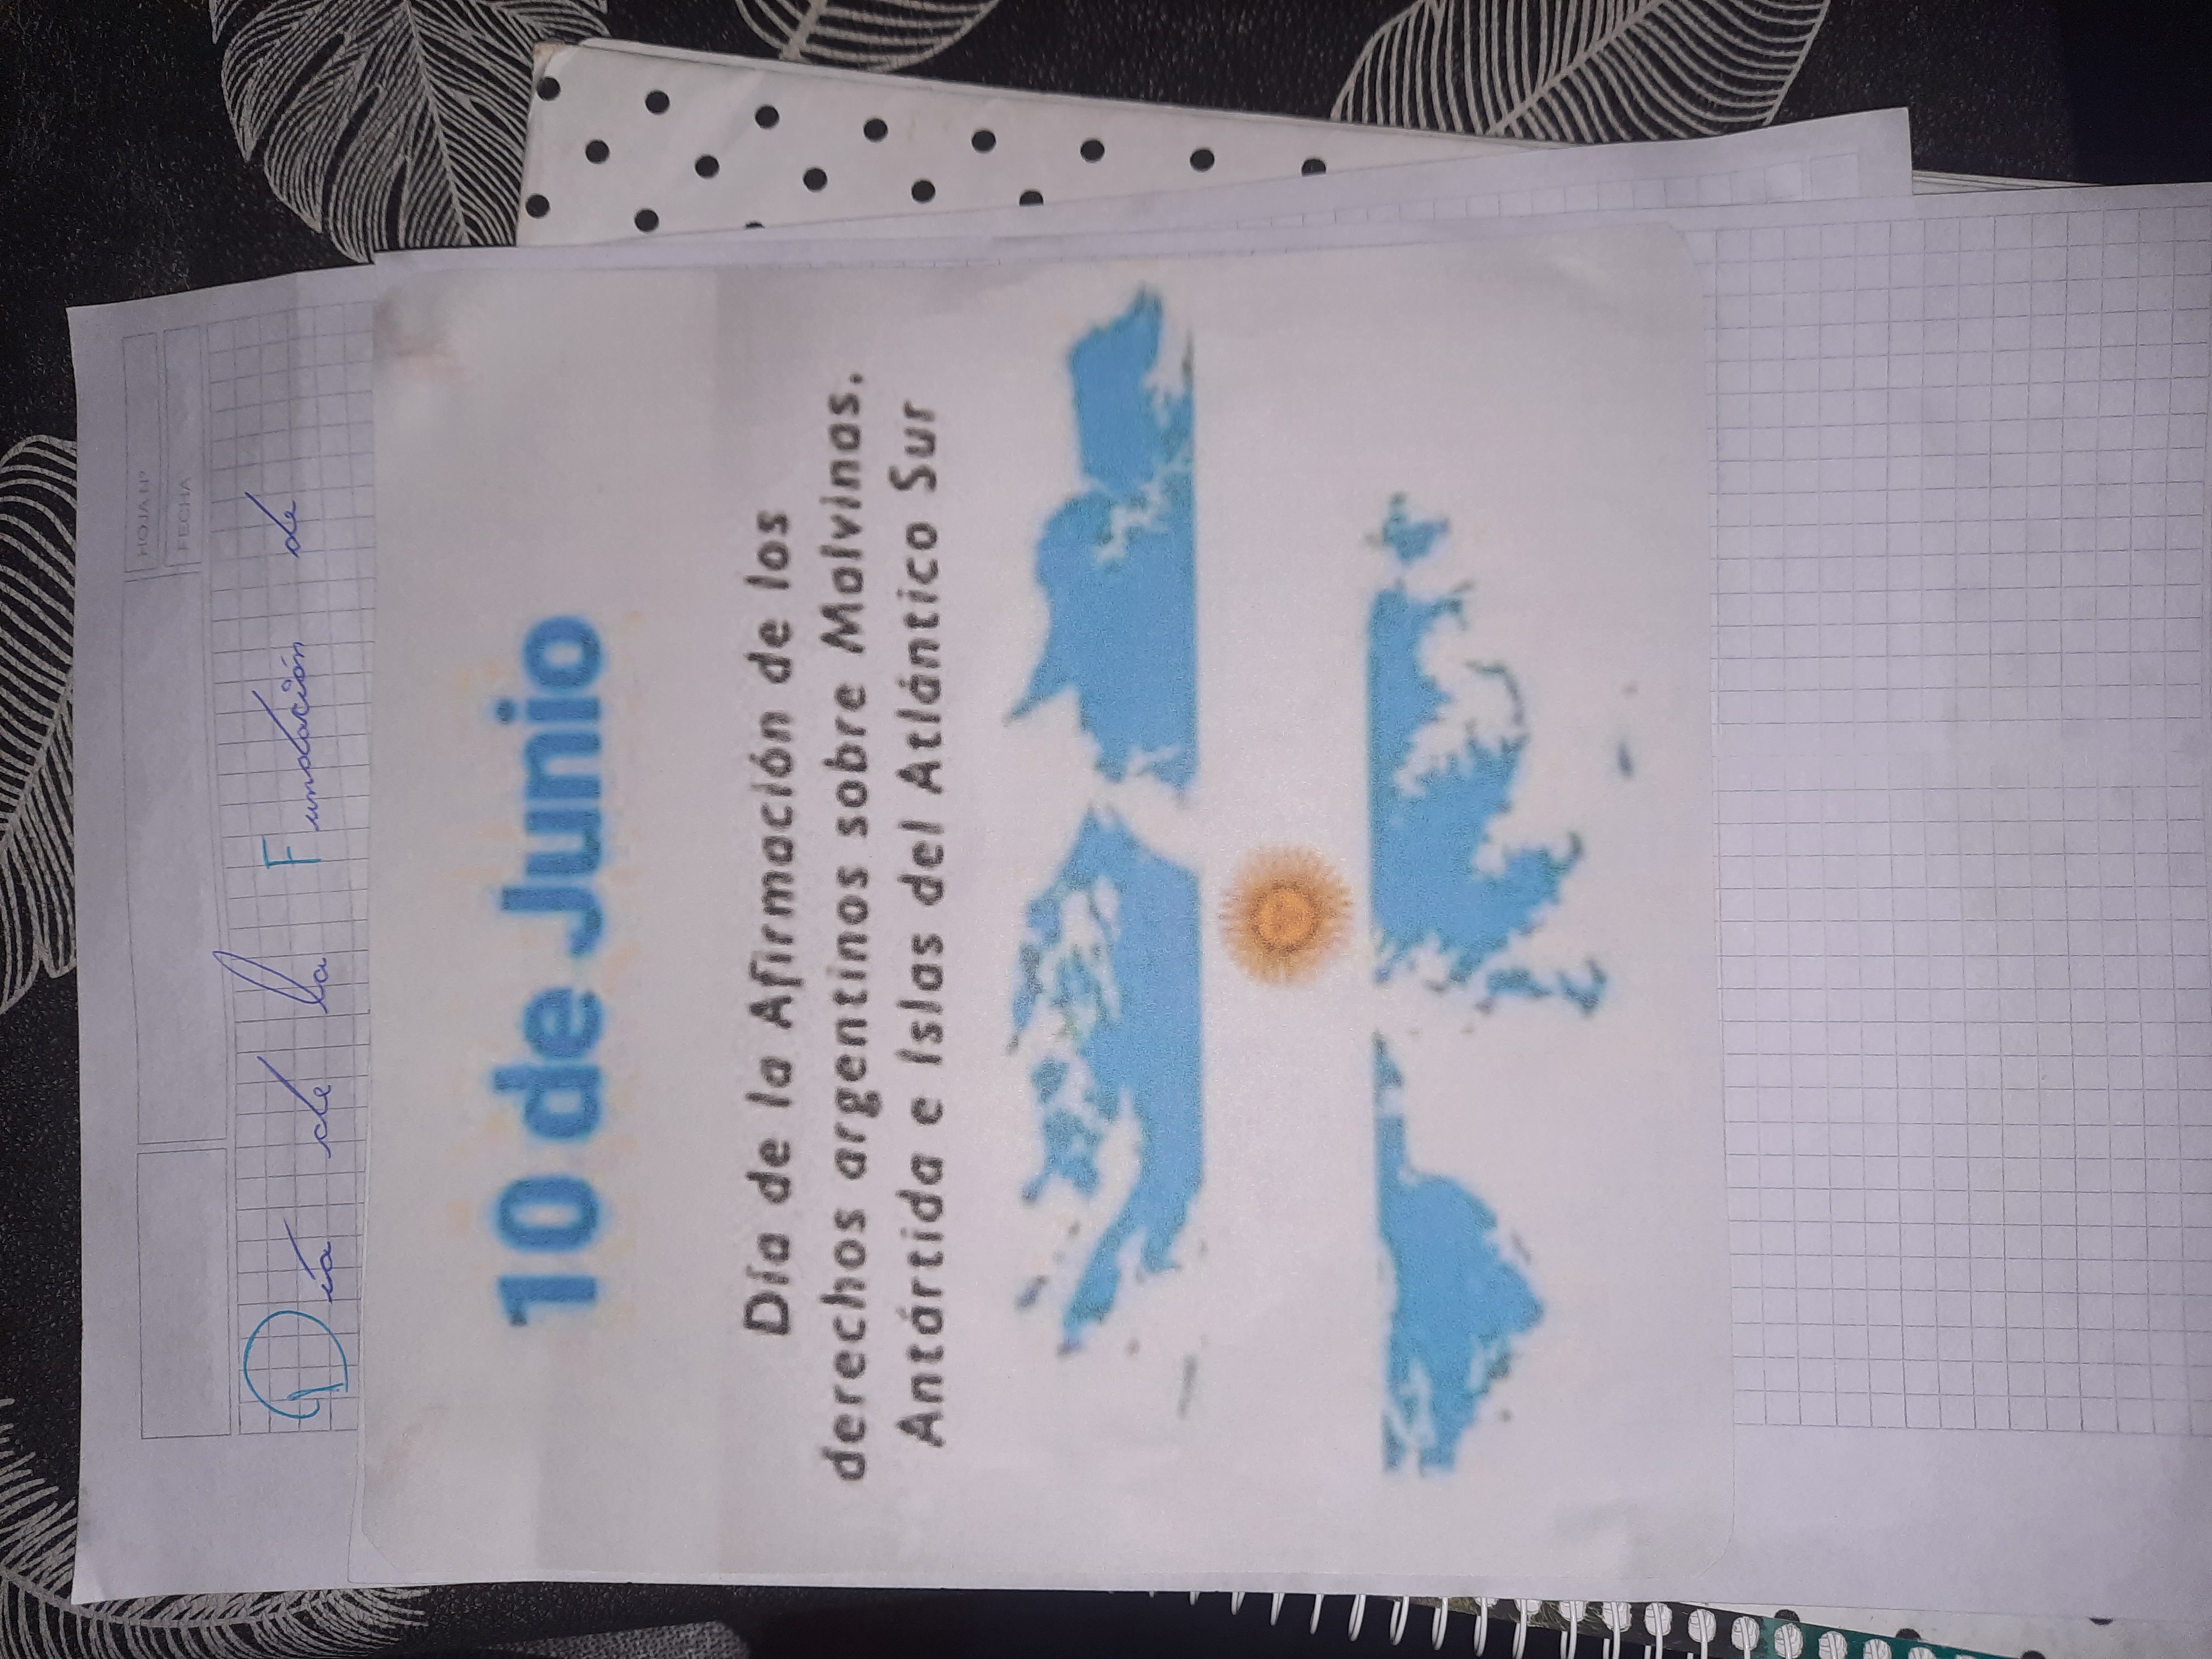 HOJA Nº
FECHA
Día de la Fundación de
10 de Junio
Día de la Afirmación de los
derechos argentinos sobre Malvinas.
Antártida e Islas del Atlántico Sur